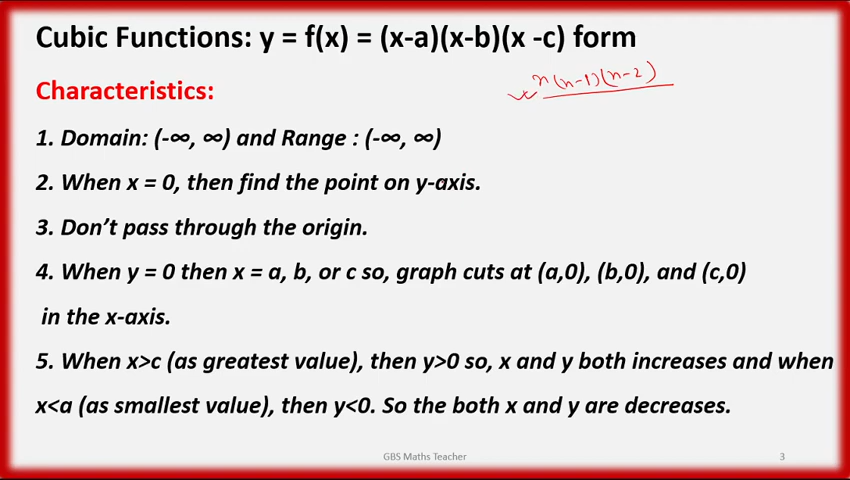 Cubic Functions: y = f(x) = (x-a)(x-b)(x -c) form
x(x-1)(x-2)
Characteristics:
1. Domain: (-∞, ∞) and Range : (-∞, ∞)
2. When x = 0, then find the point on y-axis.
3. Don’t pass through the origin.
4. When y = 0 then x = a, b, or c so, graph cuts at (a,0), (b,0), and (c,0)
in the x-axis.
5. When x>c (as greatest value), then y>0 so, x and y both increases and when
x<a (as smallest value), then y<0. So the both x and y are decreases.
GBS Maths Teacher
3